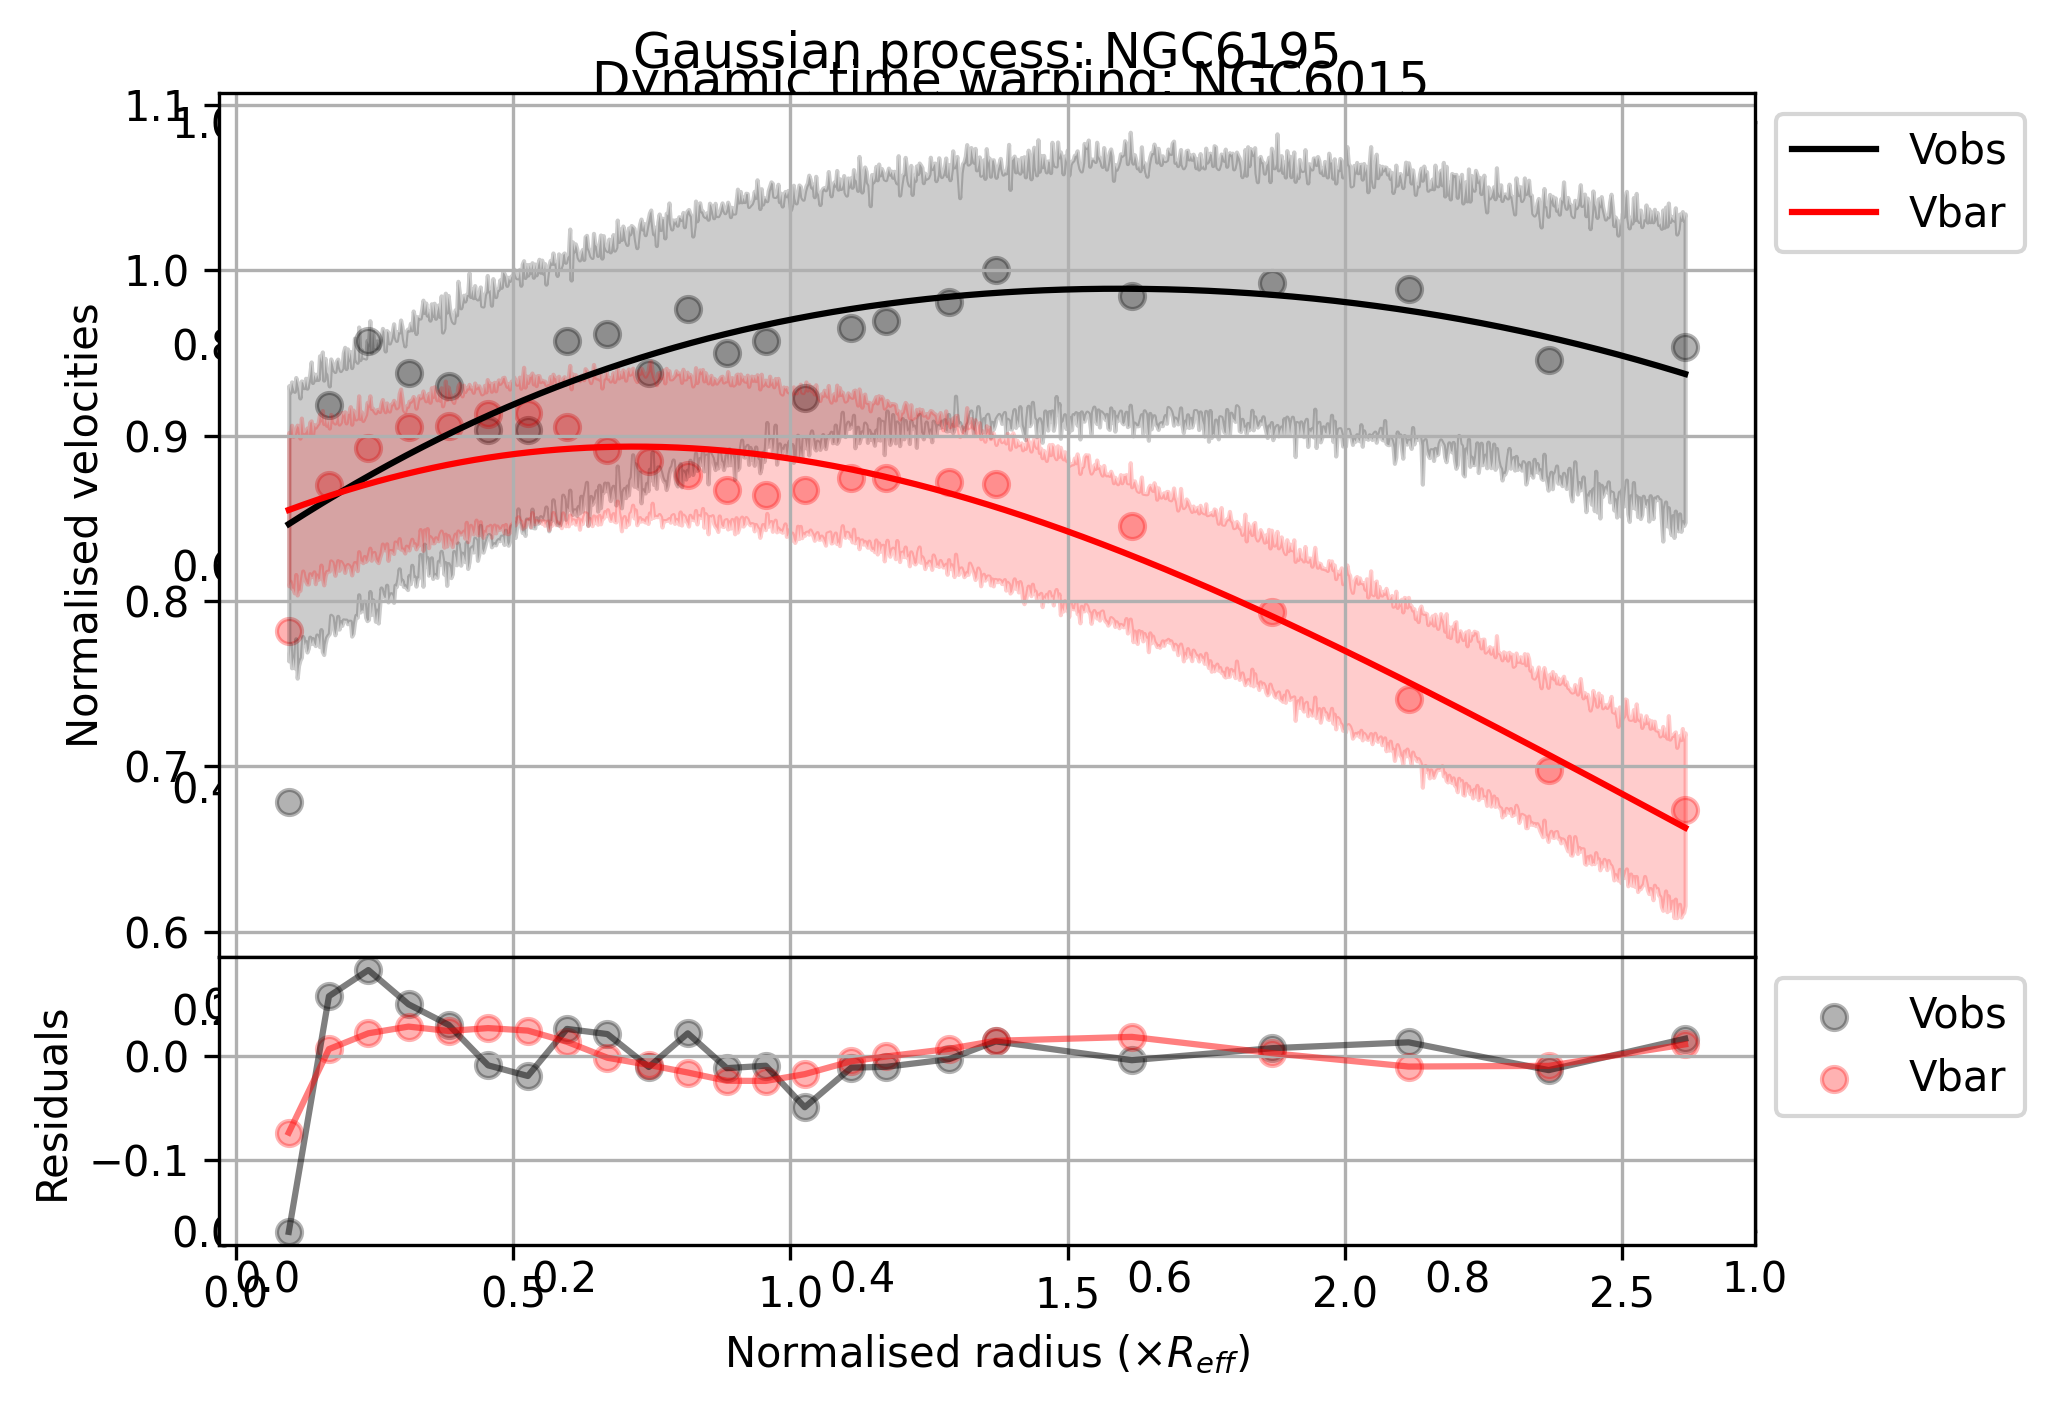 Gaussian process: NGC6195
Dynamic time warping: NGC6015
1.1
1.0
0.9
0.8
0.7
0.6
Normalised velocities
Vobs
Vbar
0.0
−0.1
Residuals
Vobs
Vbar
0.0 0.2 0.4 0.6 0.8 1.0
0.0 0.5 1.0 1.5 2.0 2.5
Normalised radius (×R_eff)